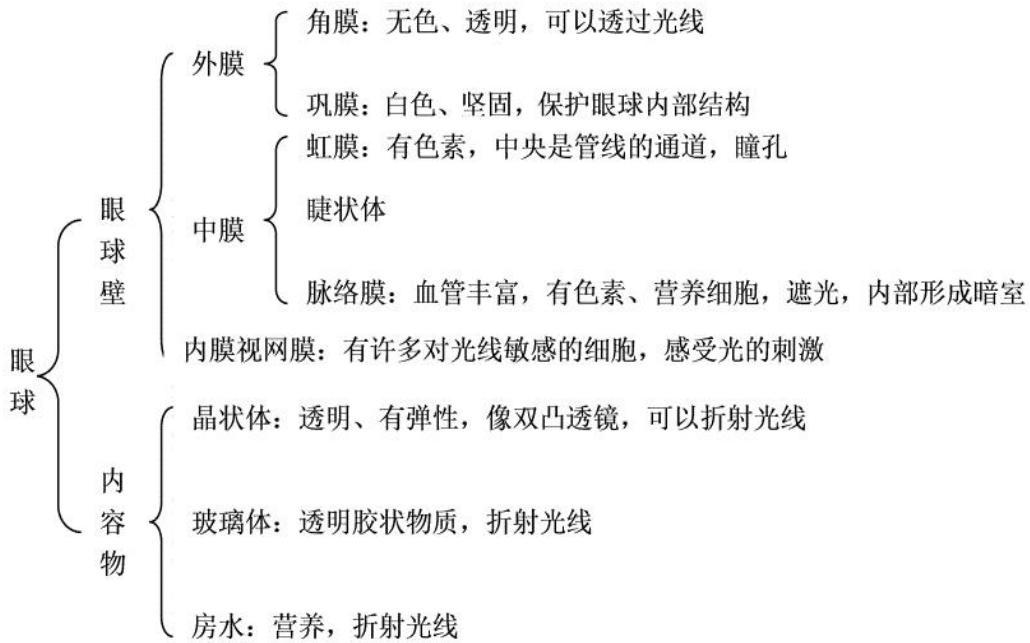 角膜：无色、透明，可以透过光线
外膜
巩膜：白色、坚固，保护眼球内部结构
虹膜：有色素，中央是管线的通道，瞳孔
眼球壁
中膜
睫状体
脉络膜：血管丰富，有色素、营养细胞，遮光，内部形成暗室
内膜视网膜：有许多对光线敏感的细胞，感受光的刺激
眼球
晶状体：透明、有弹性，像双凸透镜，可以折射光线
内容物
玻璃体：透明胶状物质，折射光线
房水：营养，折射光线